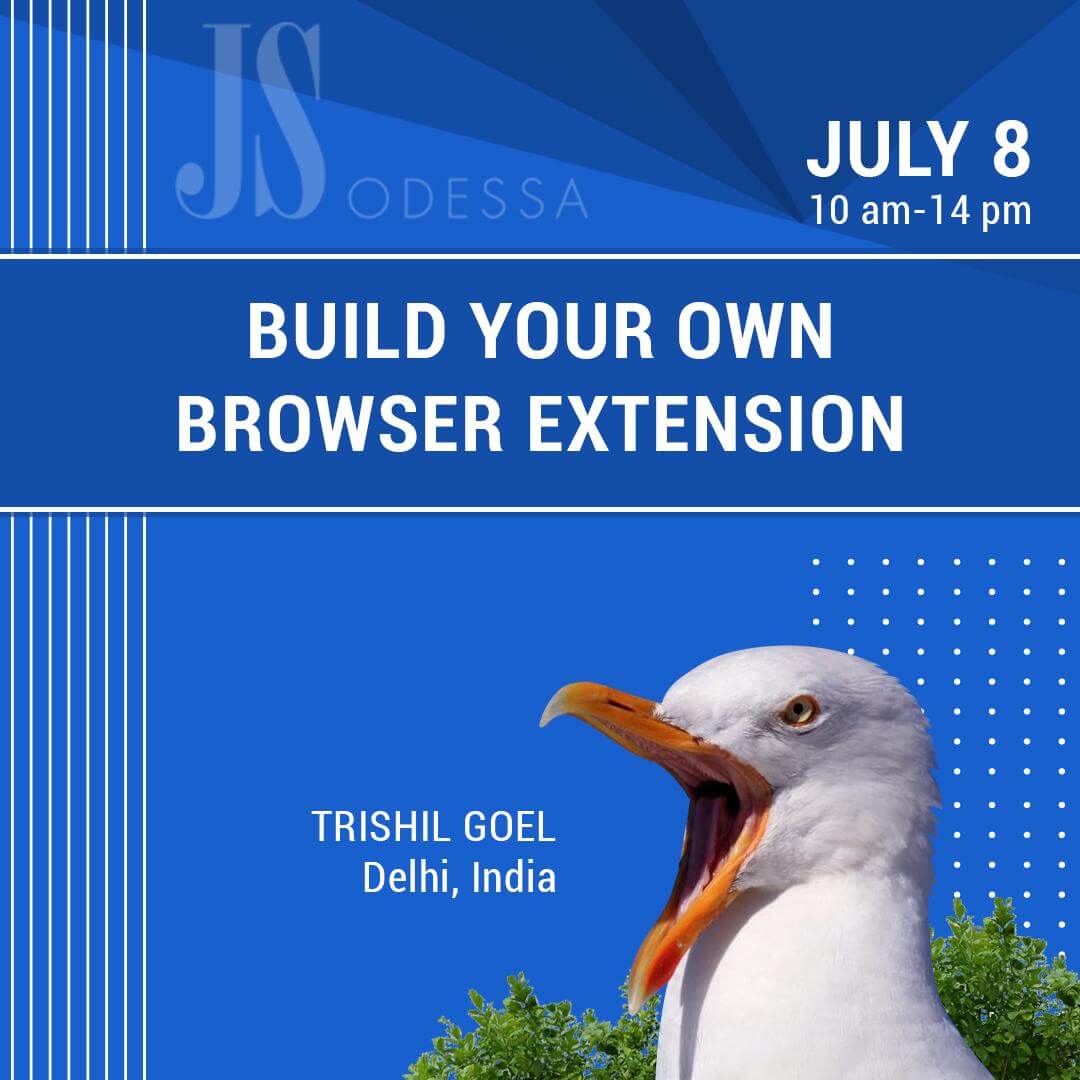 JS ODESSA
JULY 8
10 am-14 pm
BUILD YOUR OWN
BROWSER EXTENSION
TRISHIL GOEL
Delhi, India